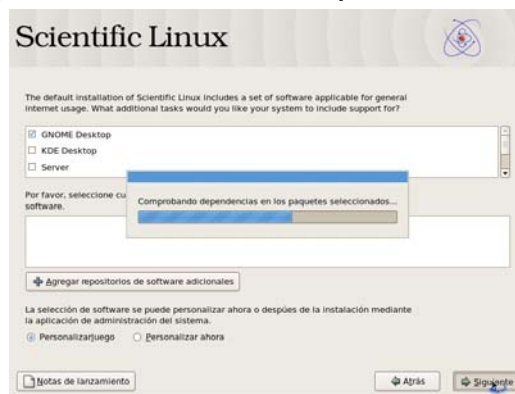 Scientific Linux
The default installation of Scientific Linux includes a set of software applicable for general
internet usage. What additional tasks would you like your system to include support for?
GNOME Desktop
KDE Desktop
Server
Por favor, seleccione cu
software.
Comprobando dependencias en los paquetes seleccionados...
Agregar repositorios de software adicionales
La selección de software se puede personalizar ahora o despúes de la instalación mediante
la aplicación de administración del sistema.
Personalizarjuego Personalizar ahora
Notas de lanzamiento Atrás Siguiente